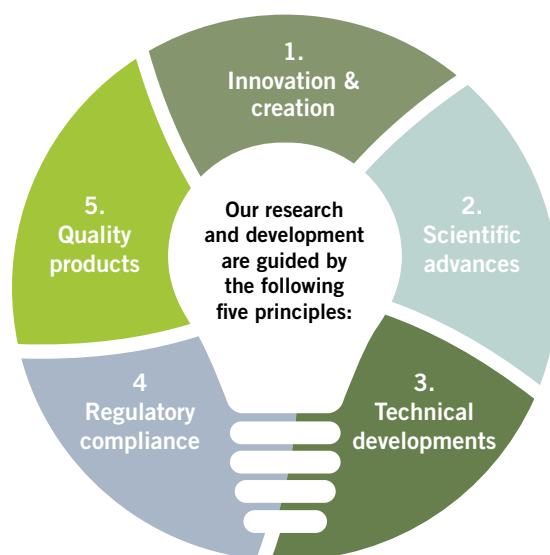 1.
Innovation &
creation
Our research
and development
are guided by
the following
five principles:
2.
Scientific
advances
3.
Technical
developments
4
Regulatory
compliance
5.
Quality
products